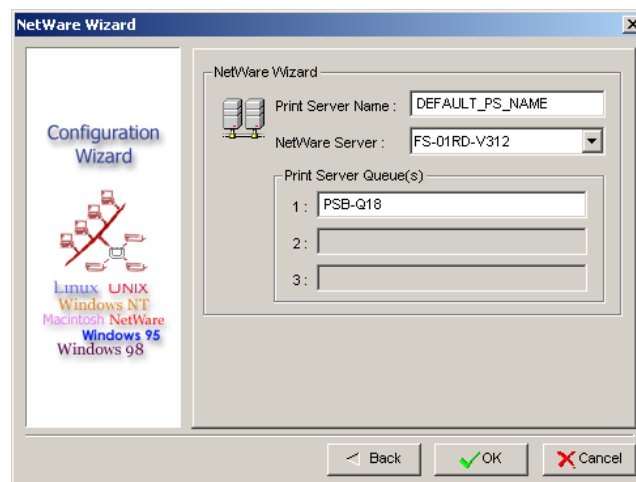 NetWare Wizard
Configuration
Wizard
Linux UNIX
Windows NT
Macintosh NetWare
Windows 95
Windows 98
NetWare Wizard
Print Server Name : DEFAULT_PS_NAME
NetWare Server : FS-01RD-V312
Print Server Queue(s)
1 : PSB-Q18
2 :
3 :
Back OK Cancel